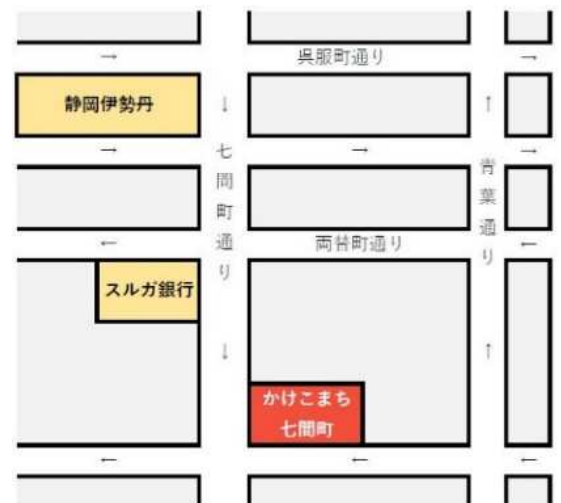 →
呉服町通り
→
静岡伊勢丹
↓
↑
→
七間町通り
→
青葉通り
→
←
両替町通り
←
スルガ銀行
↓
↑
かけこまち
七間町
←
←
←